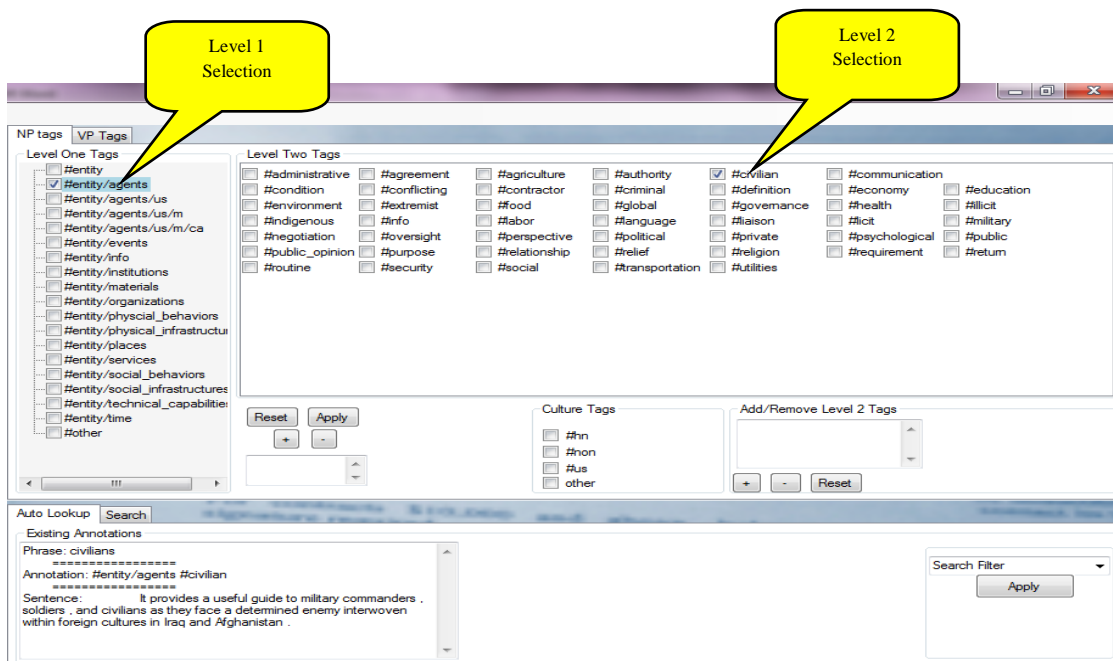 Level 1
Selection
Level 2
Selection
NP tags VP Tags
Level One Tags
#entity
#entity/agents
#entity/agents/us
#entity/agents/us/m
#entity/agents/us/m/ca
#entity/events
#entity/info
#entity/institutions
#entity/materials
#entity/organizations
#entity/physcial_behaviors
#entity/physical_infrastructur
#entity/places
#entity/services
#entity/social_behaviors
#entity/social_infrastructures
#entity/technical_capabilities
#entity/time
#other
Level Two Tags
#administrative #agreement #agriculture #authority #civilian #communication
#condition #conflicting #contractor #criminal #definition #economy #education
#environment #extremist #food #global #governance #health #illicit
#indigenous #info #labor #language #liaison #licit #military
#negotiation #oversight #perspective #political #private #psychological #public
#public_opinion #purpose #relationship #relief #religion #requirement #return
#routine #security #social #transportation #utilities
Reset Apply
+ -
Culture Tags
#hn
#non
#us
other
Add/Remove Level 2 Tags
+ - Reset
Auto Lookup Search
Existing Annotations
Phrase: civilians
==================
Annotation: #entity/agents #civilian
==================
Sentence: It provides a useful guide to military commanders ,
soldiers , and civilians as they face a determined enemy interwoven
within foreign cultures in Iraq and Afghanistan .
Search Filter
Apply